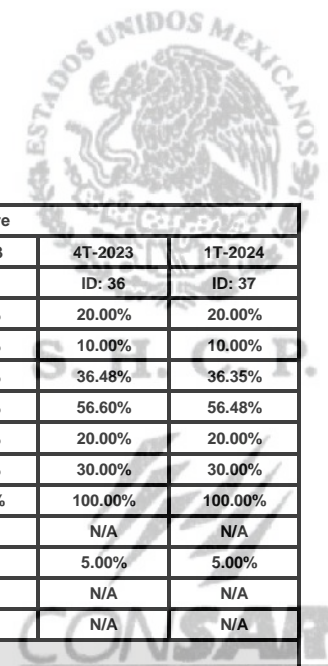 ESTADOS UNIDOS MEXICANOS
re
3 4T-2023 1T-2024
ID: 36 ID: 37
% 20.00% 20.00%
% 10.00% 10.00%
% 36.48% 36.35%
% 56.60% 56.48%
% 20.00% 20.00%
% 30.00% 30.00%
% 100.00% 100.00%
N/A N/A
5.00% 5.00%
N/A N/A
N/A N/A
S. H. C. P.
CONSAR